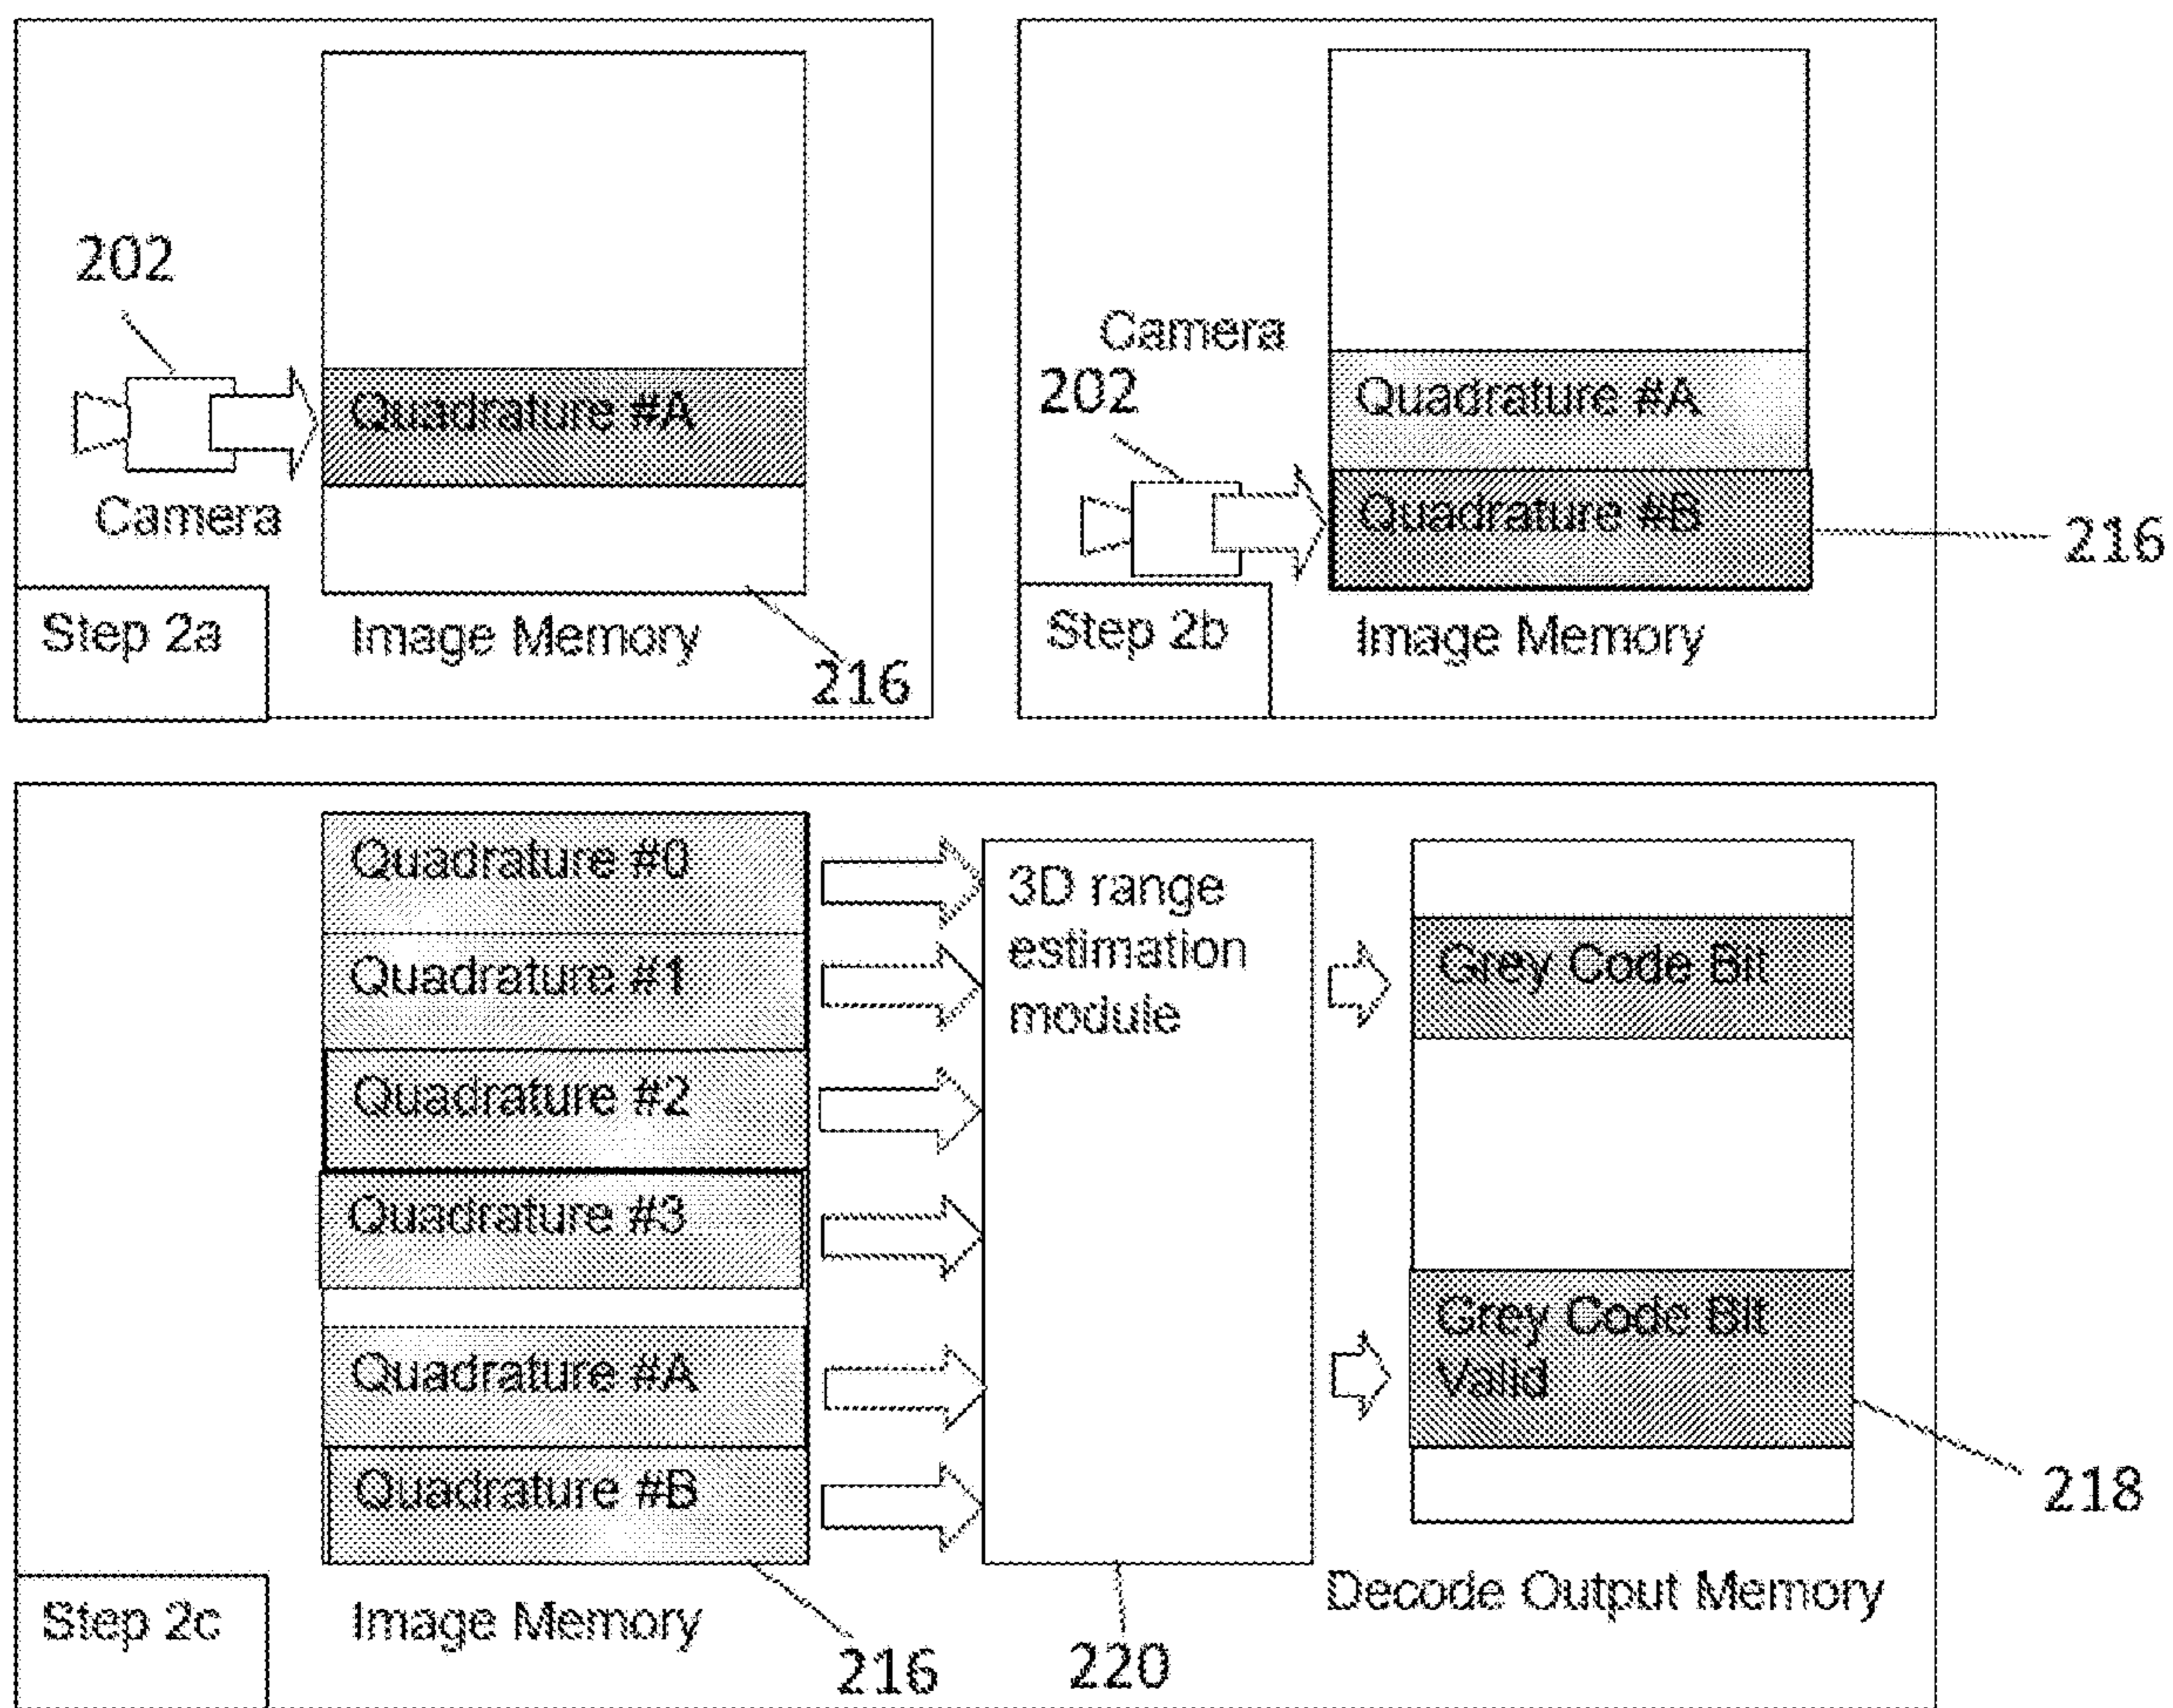 202
Quadrature #A
Camera
Step 2a
Image Memory
216
Camera
202
Quadrature #A
Quadrature #B
216
Step 2b
Image Memory
Quadrature #0
Quadrature #1
Quadrature #2
Quadrature #3
Quadrature #A
Quadrature #B
3D range
estimation
module
Grey Code Bit
Grey Code Bit
Valid
218
Step 2c
Image Memory
216
220
Decode Output Memory